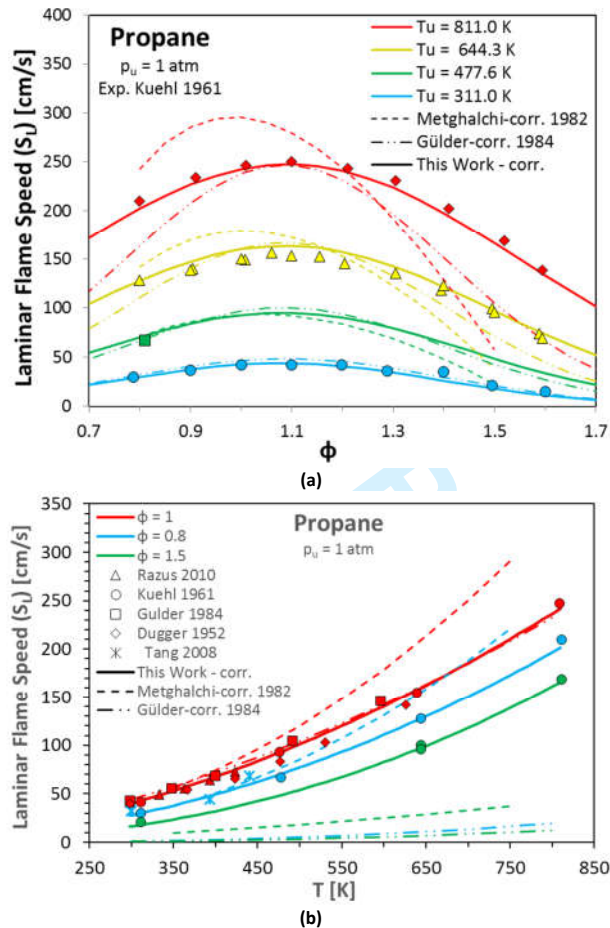 (a)
400
350
300
250
200
150
100
50
0
Laminar Flame Speed (SL) [cm/s]
Propane
pu = 1 atm
Exp. Kuehl 1961
Tu = 811.0 K
Tu = 644.3 K
Tu = 477.6 K
Tu = 311.0 K
Metghalchi-corr. 1982
Gülder-corr. 1984
This Work - corr.
0.7 0.9 1.1 1.3 1.5 1.7
ϕ
(a)
350
300
250
200
150
100
50
0
Laminar Flame Speed (SL) [cm/s]
Propane
pu = 1 atm
ϕ = 1
ϕ = 0.8
ϕ = 1.5
Razus 2010
Kuehl 1961
Gulder 1984
Dugger 1952
Tang 2008
This Work - corr.
Metghalchi-corr. 1982
Gülder-corr. 1984
250 350 450 550 650 750 850
T [K]
(b)